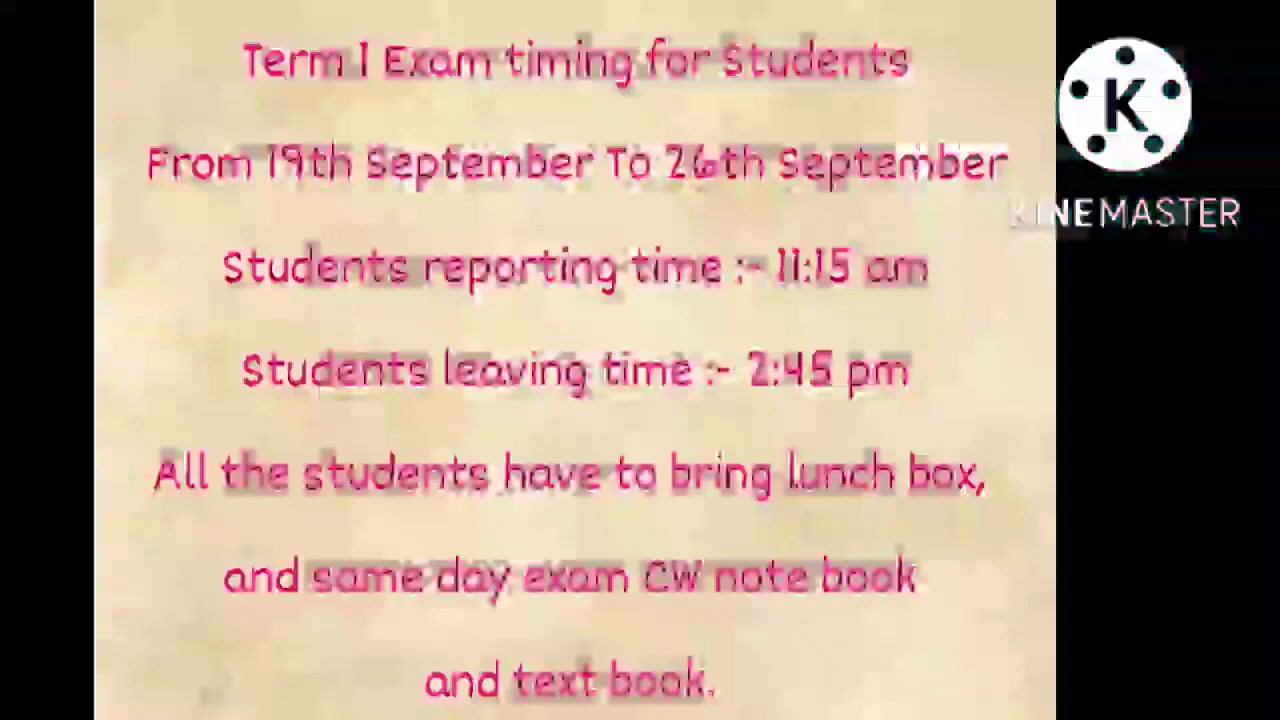 Term 1 Exam timing for Students
From 19th September To 26th September
Students reporting time :- 11:15 am
Students leaving time :- 2:45 pm
All the students have to bring lunch box,
and same day exam CW note book
and text book.
K
KINEMASTER